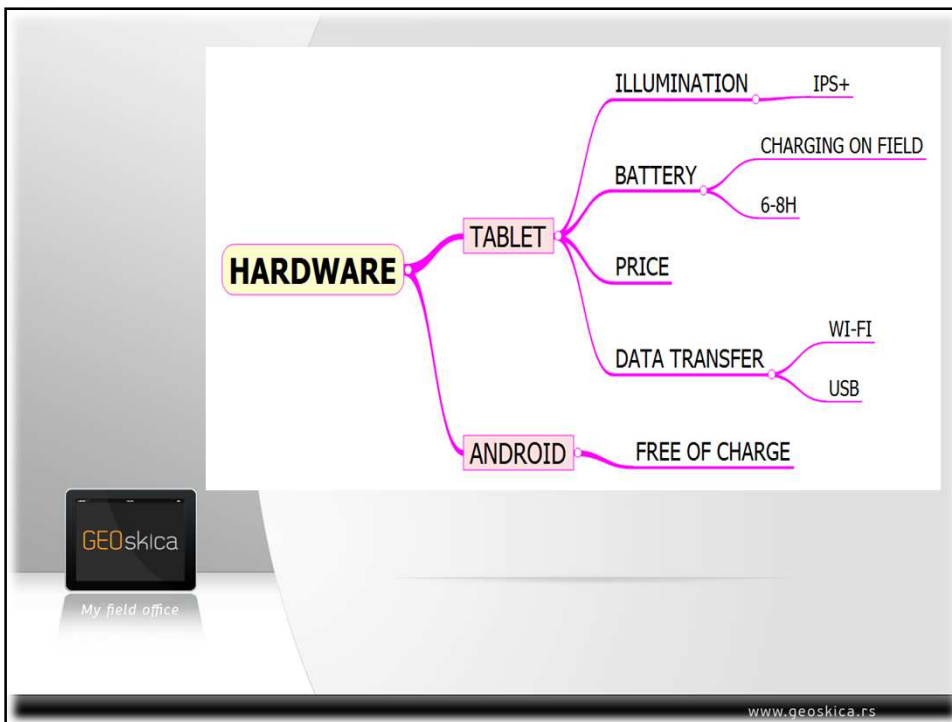 HARDWARE
TABLET
ILLUMINATION
IPS+
BATTERY
CHARGING ON FIELD
6-8H
PRICE
DATA TRANSFER
WI-FI
USB
ANDROID
FREE OF CHARGE
GEOskica
My field office
www.geoskica.rs